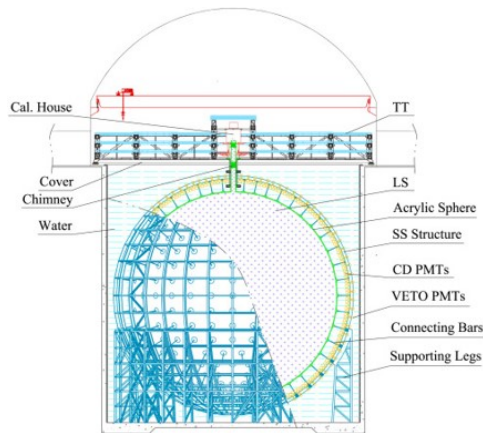 Cal. House
TT
Cover
Chimney
Water
LS
Acrylic Sphere
SS Structure
CD PMTs
VETO PMTs
Connecting Bars
Supporting Legs